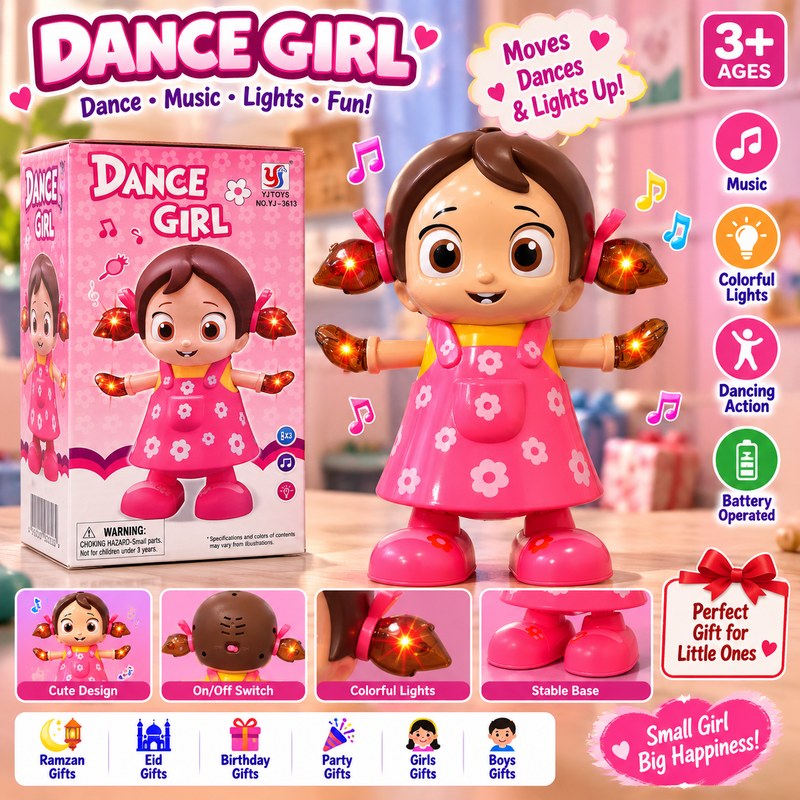 DANCE GIRL
Dance • Music • Lights • Fun!
Moves
Dances
& Lights Up!
3+
AGES
DANCE
GIRL
DANCE
GIRL
YJTOYS
NO.YJ-3613
WARNING:
CHOKING HAZARD-Small parts.
Not for children under 3 years.
*Specifications and colors of contents
may vary from illustrations.
Music
Colorful
Lights
Dancing
Action
Battery
Operated
Cute Design
On/Off Switch
Colorful Lights
Stable Base
Perfect
Gift for
Little Ones
Ramzan
Gifts
Eid
Gifts
Birthday
Gifts
Party
Gifts
Girls
Gifts
Boys
Gifts
Small Girl
Big Happiness!